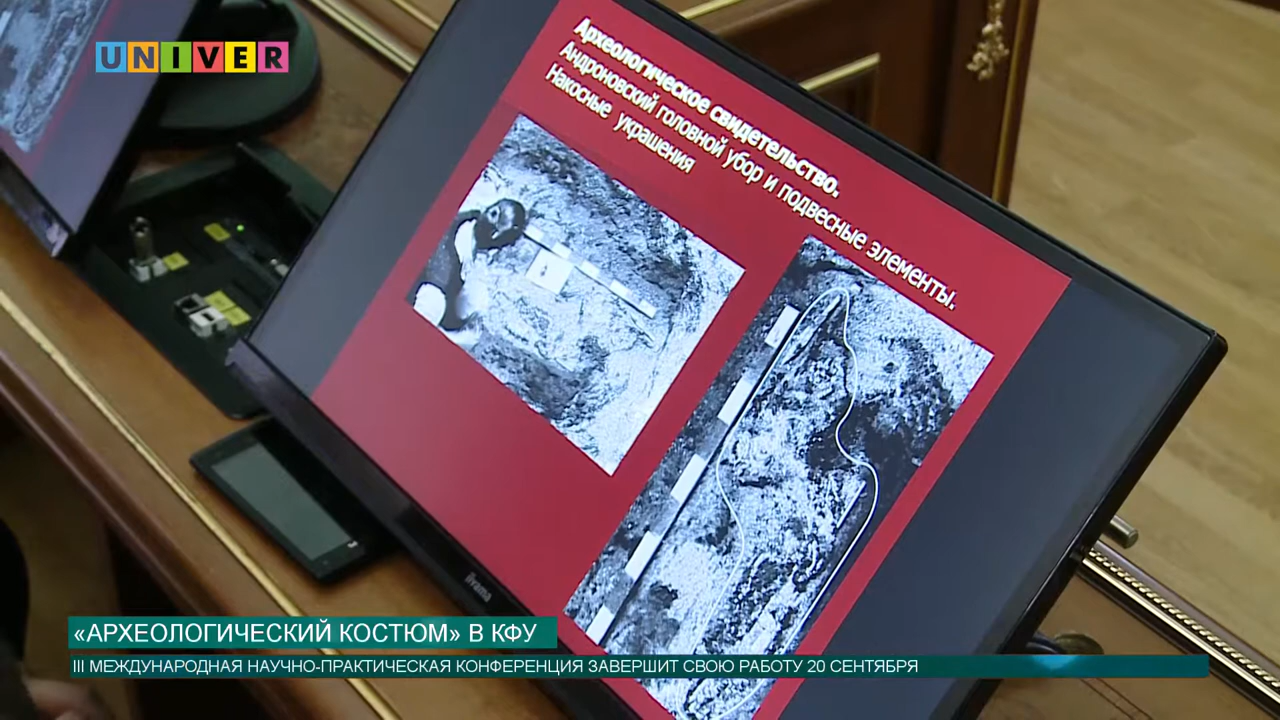 UNIVER
Археологическое свидетельство.
Андроновский головной убор и подвесные элементы.
Накосные украшения
iiyama
«АРХЕОЛОГИЧЕСКИЙ КОСТЮМ» В КФУ
III МЕЖДУНАРОДНАЯ НАУЧНО-ПРАКТИЧЕСКАЯ КОНФЕРЕНЦИЯ ЗАВЕРШИТ СВОЮ РАБОТУ 20 СЕНТЯБРЯ